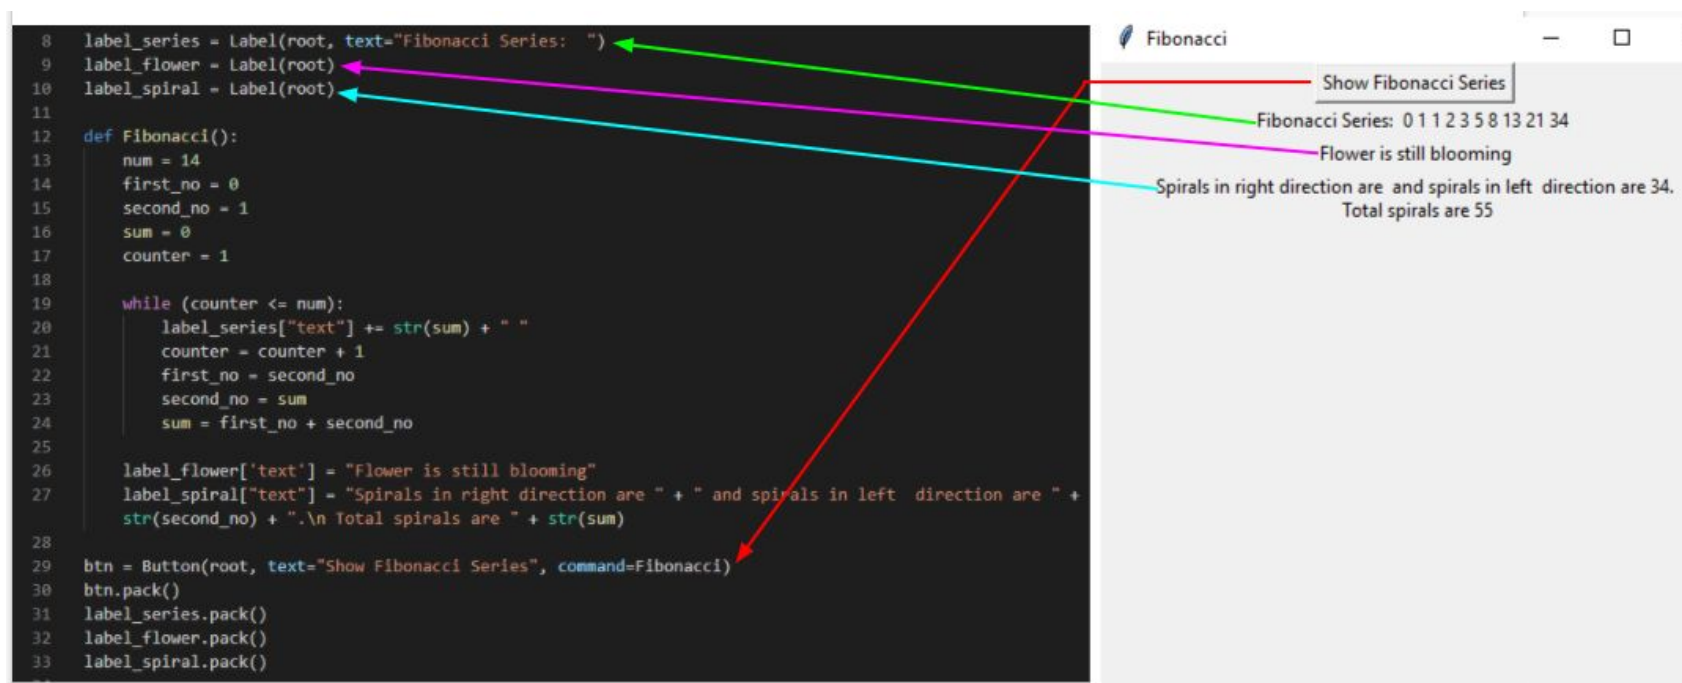 8 label_series = Label(root, text="Fibonacci Series:  ")
9 label_flower = Label(root)
10 label_spiral = Label(root)
11
12 def Fibonacci():
13     num = 14
14     first_no = 0
15     second_no = 1
16     sum = 0
17     counter = 1
18
19     while (counter <= num):
20         label_series["text"] += str(sum) + " "
21         counter = counter + 1
22         first_no = second_no
23         second_no = sum
24         sum = first_no + second_no
25
26     label_flower['text'] = "Flower is still blooming"
27     label_spiral["text"] = "Spirals in right direction are " + " and spirals in left  direction are " +
    str(second_no) + ".\n Total spirals are " + str(sum)
28
29 btn = Button(root, text="Show Fibonacci Series", command=Fibonacci)
30 btn.pack()
31 label_series.pack()
32 label_flower.pack()
33 label_spiral.pack()
Fibonacci
Show Fibonacci Series
Fibonacci Series:  0 1 1 2 3 5 8 13 21 34
Flower is still blooming
Spirals in right direction are  and spirals in left  direction are 34.
Total spirals are 55